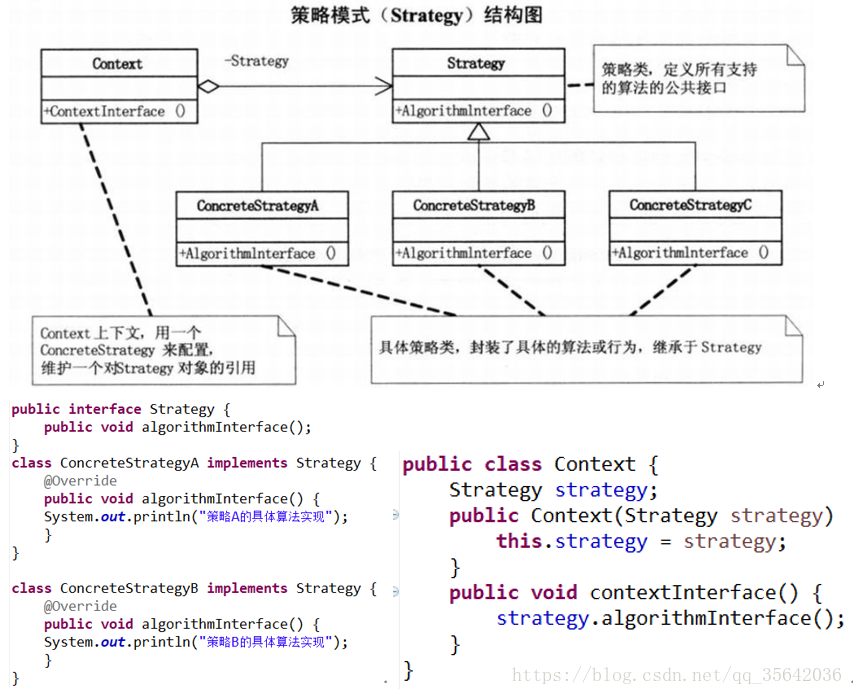 策略模式（Strategy）结构图
Context
-Strategy
Strategy
策略类，定义所有支持
的算法的公共接口
+ContextInterface ()
+AlgorithmInterface ()
ConcreteStrategyA
ConcreteStrategyB
ConcreteStrategyC
+AlgorithmInterface ()
+AlgorithmInterface ()
+AlgorithmInterface ()
Context 上下文，用一个
ConcreteStrategy 来配置，
维护一个对Strategy 对象的引用
具体策略类，封装了具体的算法或行为，继承于 Strategy
public interface Strategy {
public void algorithmInterface();
}
class ConcreteStrategyA implements Strategy {
@Override
public void algorithmInterface() {
System.out.println("策略A的具体算法实现");
}
}
class ConcreteStrategyB implements Strategy {
@Override
public void algorithmInterface() {
System.out.println("策略B的具体算法实现");
}
}
public class Context {
Strategy strategy;
public Context(Strategy strategy)
this.strategy = strategy;
}
public void contextInterface() {
strategy.algorithmInterface();
}
}
https://blog.csdn.net/qq_35642036